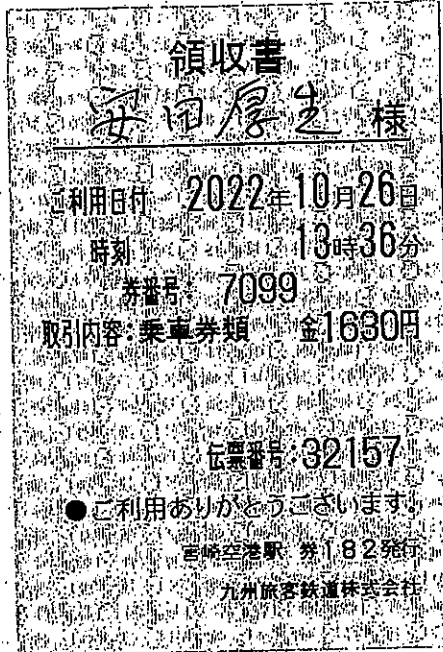 領収書
安田厚生 様
ご利用日付 2022年10月26日
時刻 13時36分
券番号: 7099
取引内容:乗車券類 金1630円
伝票番号:32157
●ご利用ありがとうございます。
宮崎空港駅 券182発行
九州旅客鉄道株式会社